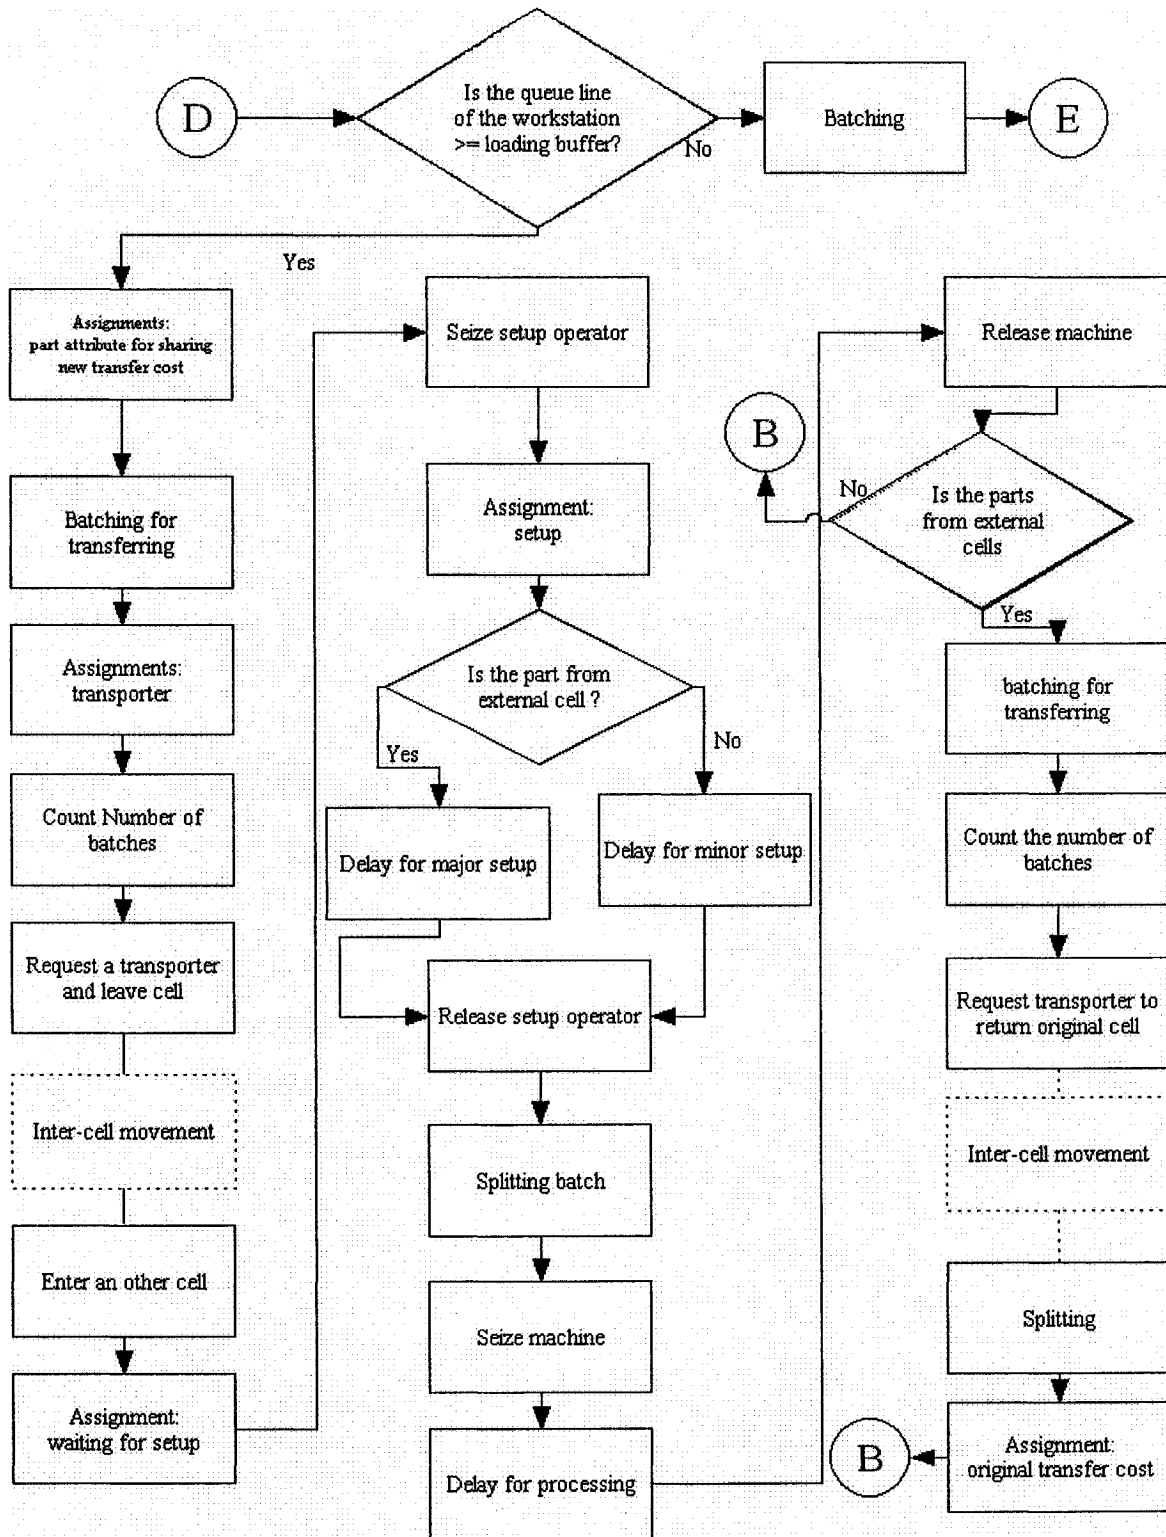 D
Is the queue line
of the workstation
>= loading buffer?
No
Batching
E
Yes
Assignments:
part attribute for sharing
new transfer cost
Batching for
transferring
Assignments:
transporter
Count Number of
batches
Request a transporter
and leave cell
Inter-cell movement
Enter an other cell
Assignment:
waiting for setup
Seize setup operator
Assignment:
setup
Is the part from
external cell ?
Yes
No
Delay for major setup
Delay for minor setup
Release setup operator
Splitting batch
Seize machine
Delay for processing
Release machine
B
No
Is the parts
from external
cells
Yes
batching for
transferring
Count the number of
batches
Request transporter to
return original cell
Inter-cell movement
Splitting
Assignment:
original transfer cost
B